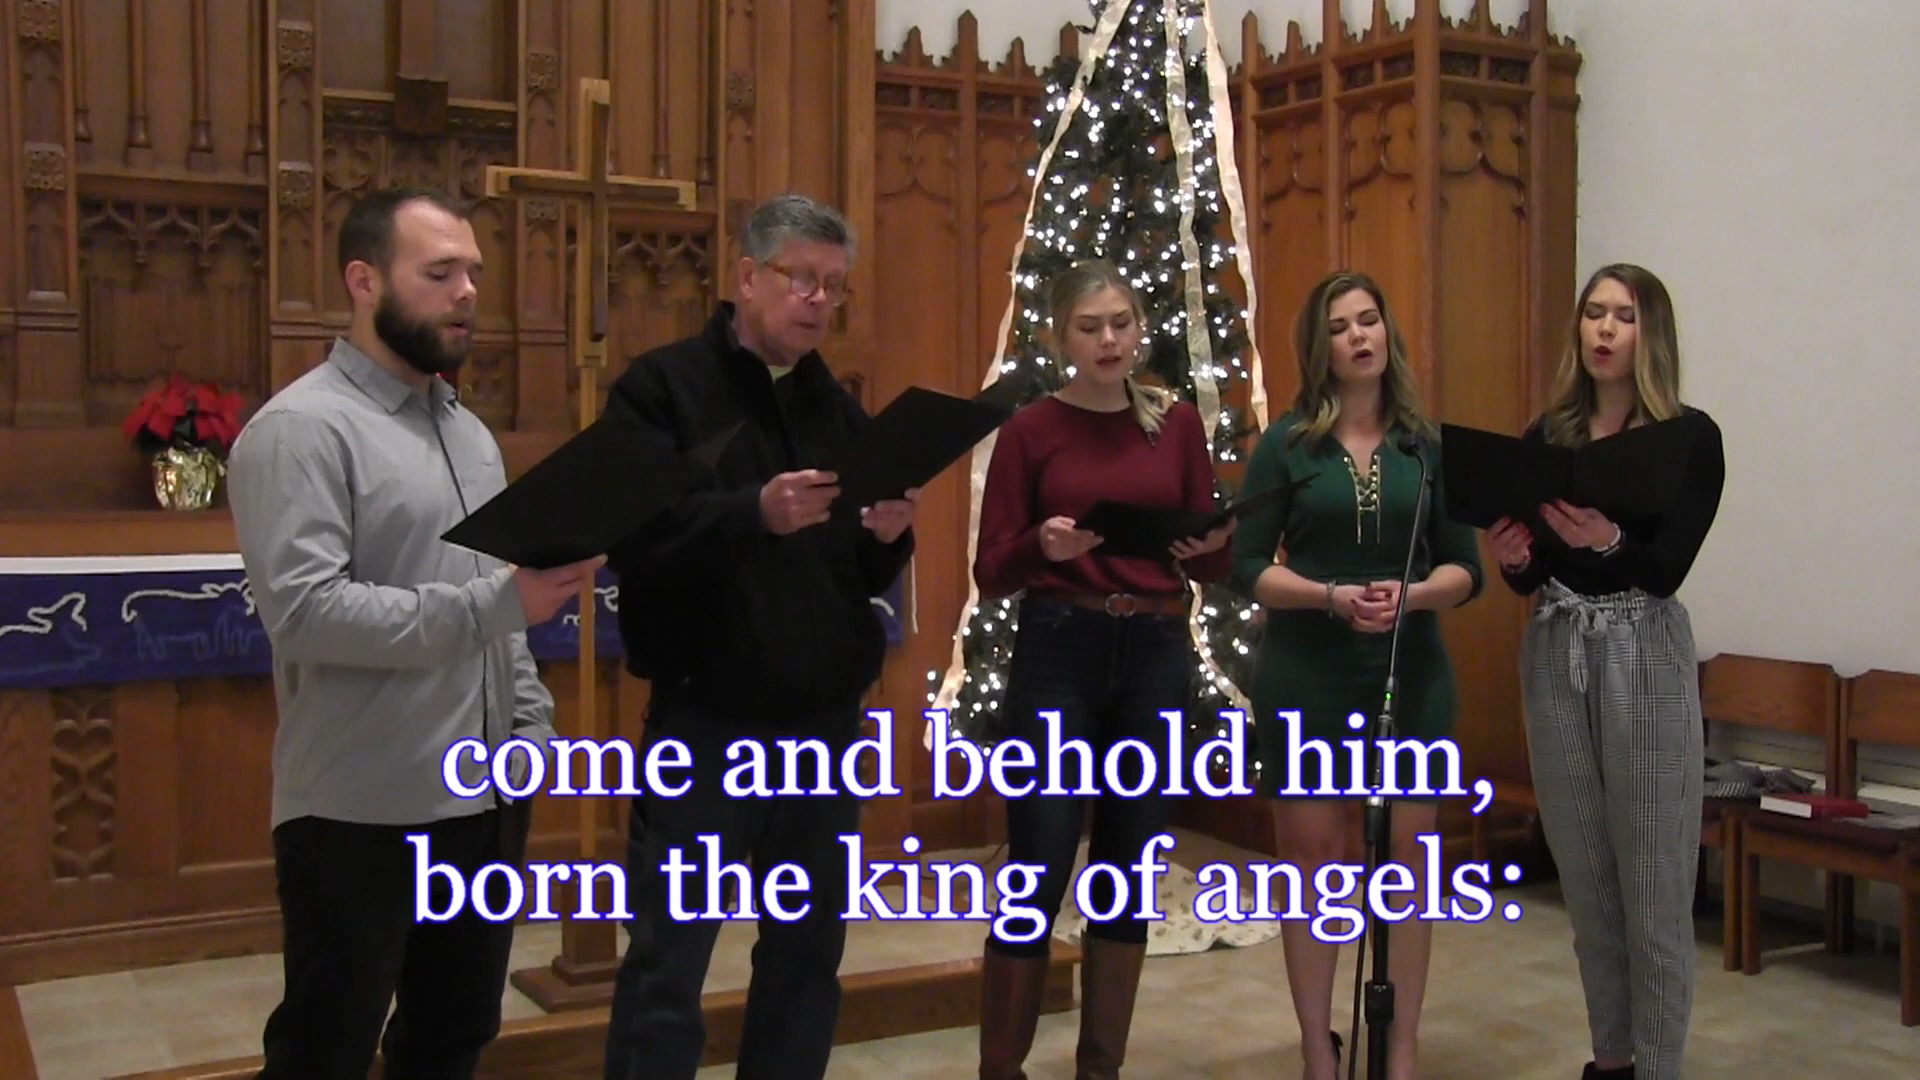 come and behold him,
born the king of angels: